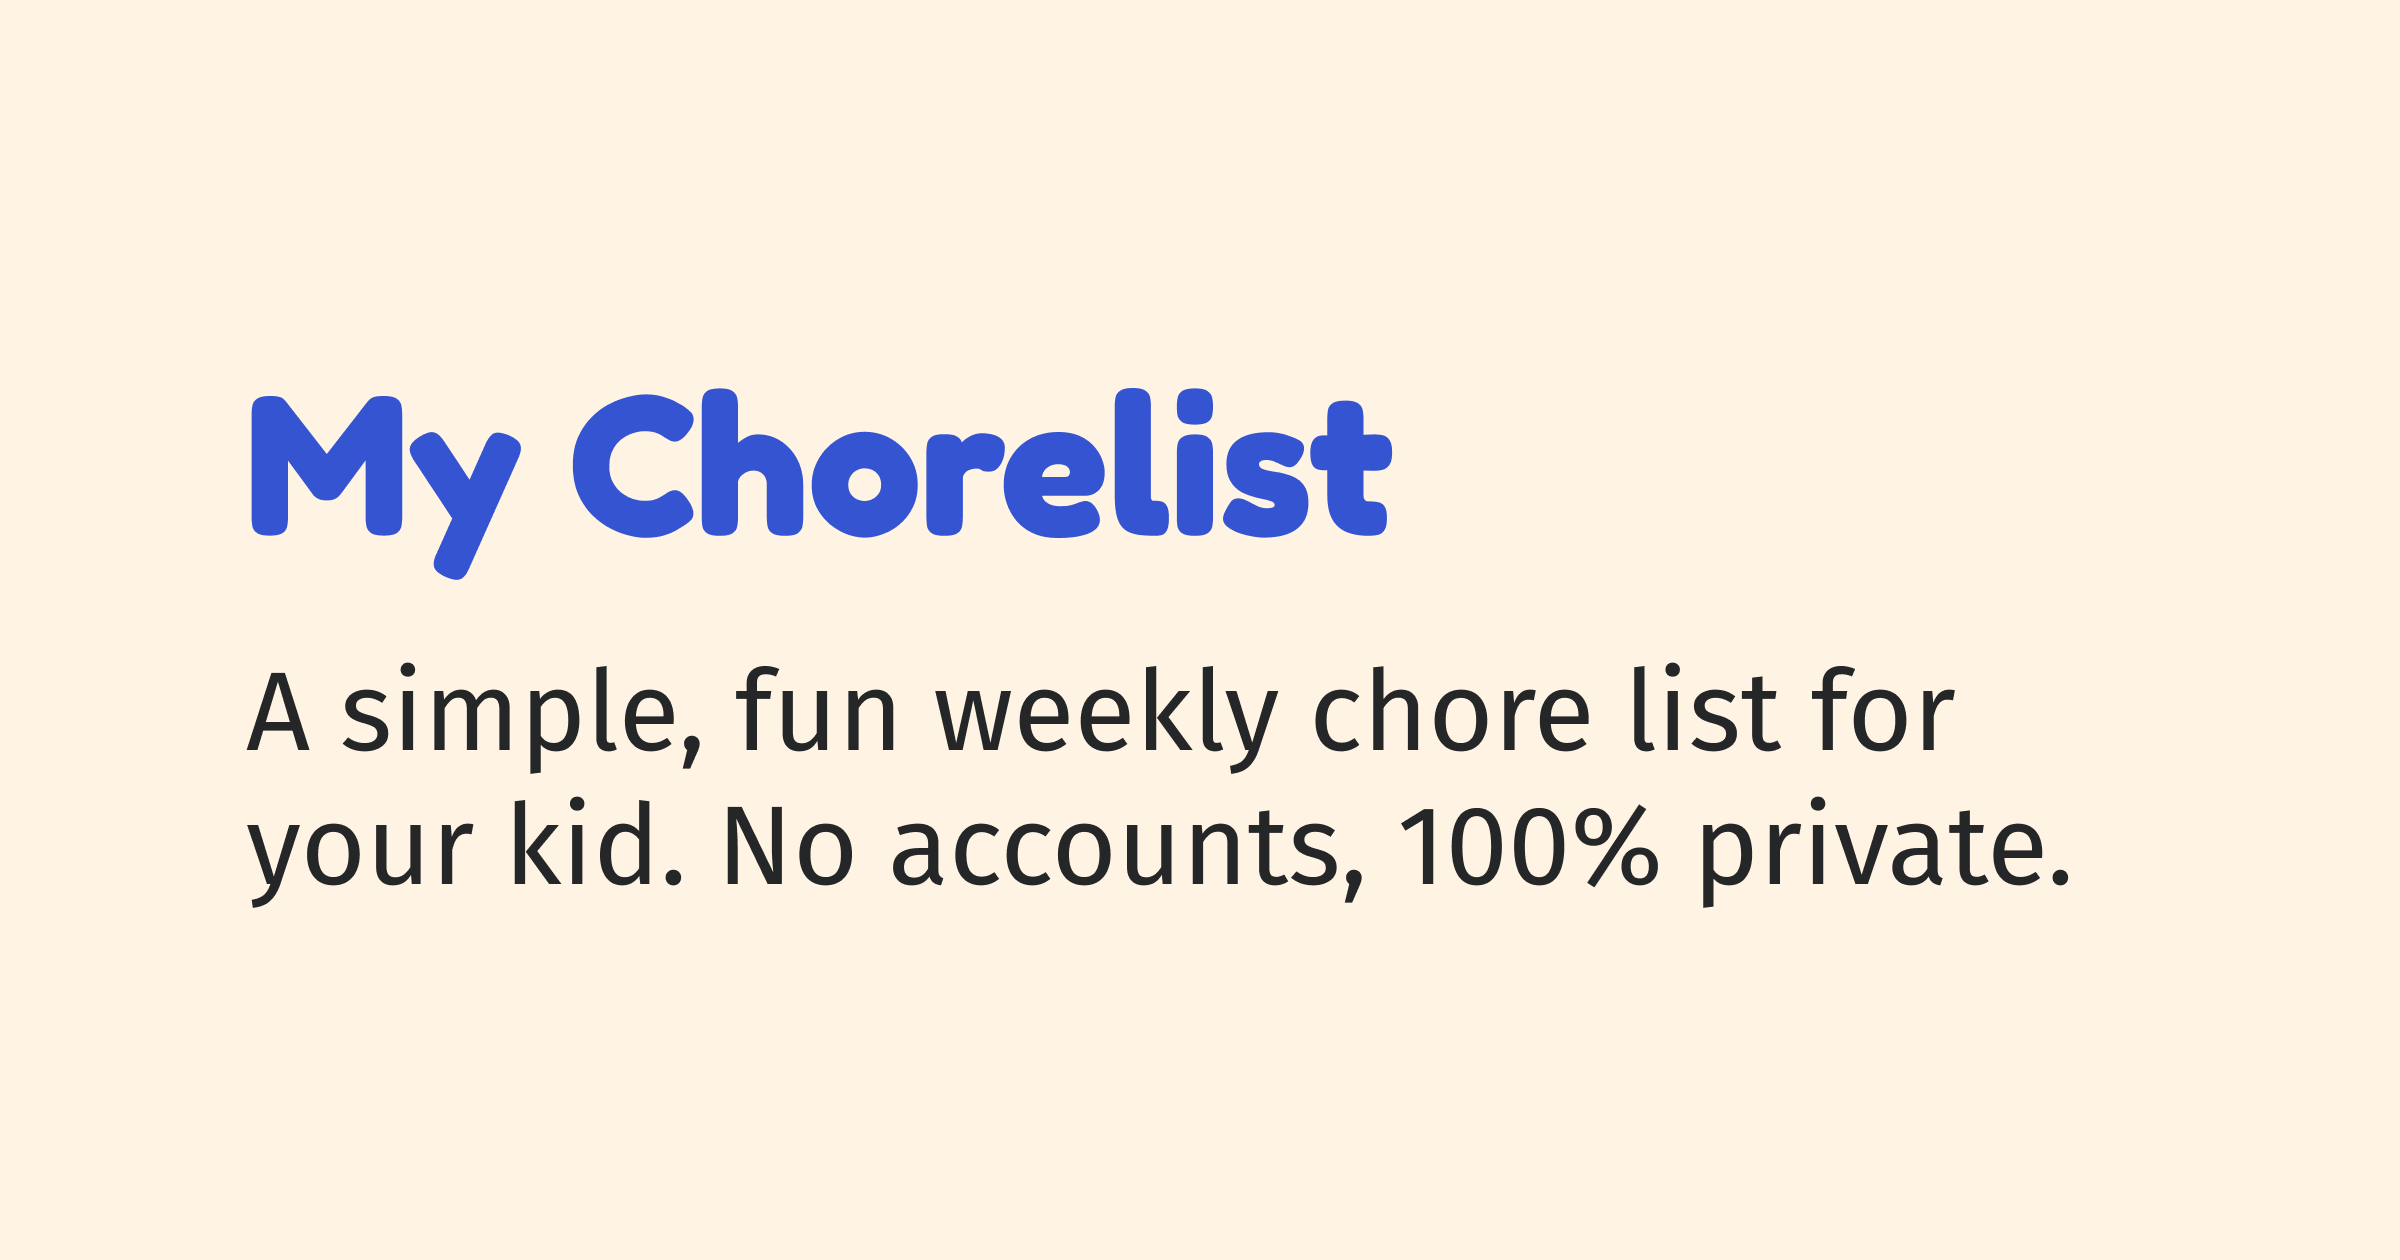 My Chorelist
A simple, fun weekly chore list for
your kid. No accounts, 100% private.